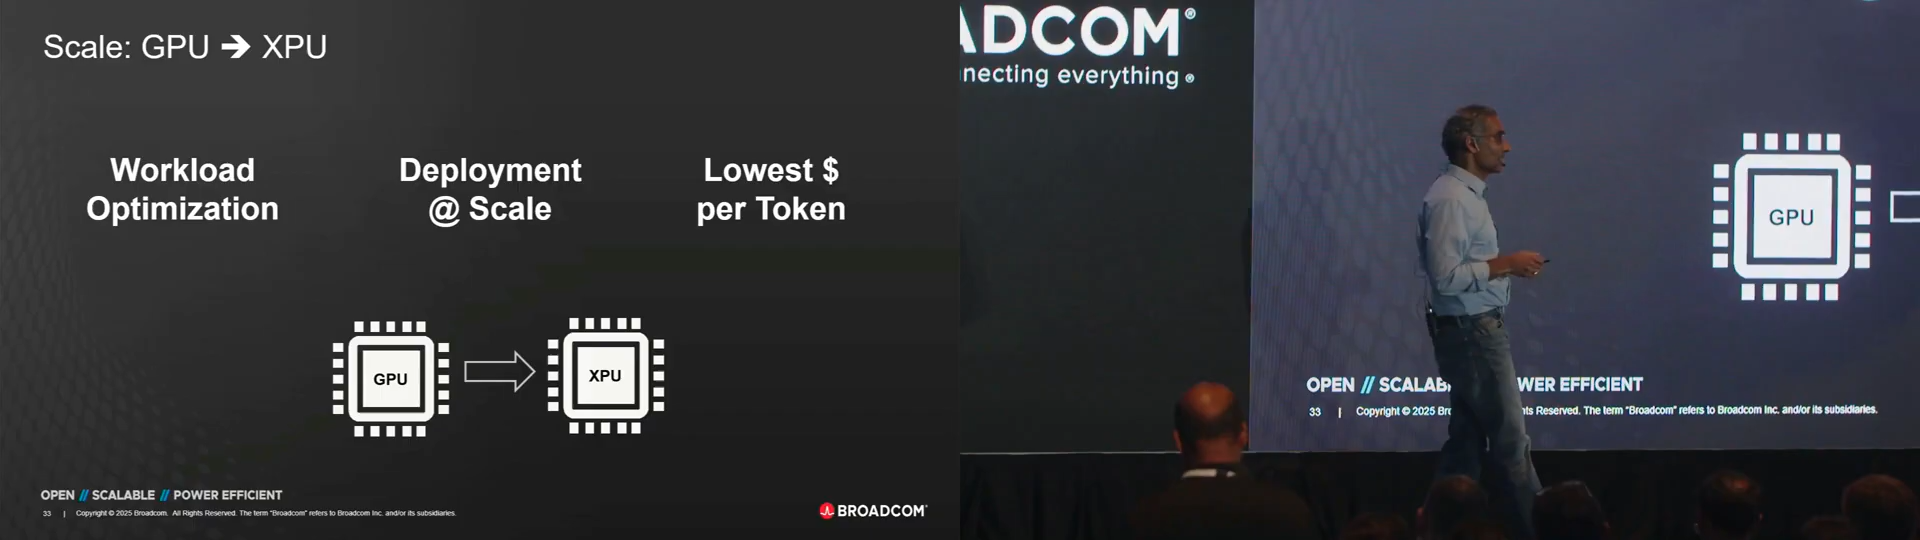 Scale: GPU ➔ XPU
Workload
Optimization
Deployment
@ Scale
Lowest $
per Token
GPU
XPU
OPEN // SCALABLE // POWER EFFICIENT
33 | Copyright © 2025 Broadcom. All Rights Reserved. The term "Broadcom" refers to Broadcom Inc. and/or its subsidiaries.
BROADCOM®
ADCOM®
necting everything ®
GPU
OPEN // SCALAB WER EFFICIENT
33 | Copyright © 2025 Bro ts Reserved. The term "Broadcom" refers to Broadcom Inc. and/or its subsidiaries.